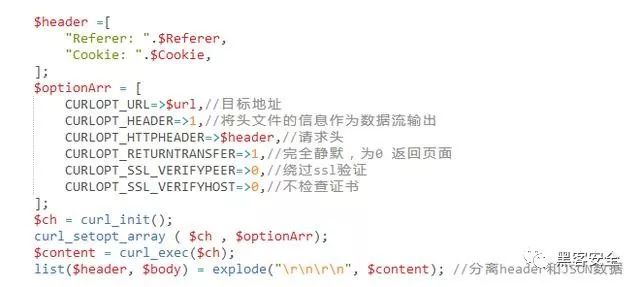 $header =[
"Referer: ".$Referer,
"Cookie: ".$Cookie,
];
$optionArr = [
CURLOPT_URL=>$url,//目标地址
CURLOPT_HEADER=>1,//将头文件的信息作为数据流输出
CURLOPT_HTTPHEADER=>$header,//请求头
CURLOPT_RETURNTRANSFER=>1,//完全静默，为0 返回页面
CURLOPT_SSL_VERIFYPEER=>0,//绕过ssl验证
CURLOPT_SSL_VERIFYHOST=>0,//不检查证书
];
$ch = curl_init();
curl_setopt_array ( $ch , $optionArr);
$content = curl_exec($ch);
list($header, $body) = explode("\r\n\r\n", $content); //分离header和JSON数据
黑客安全